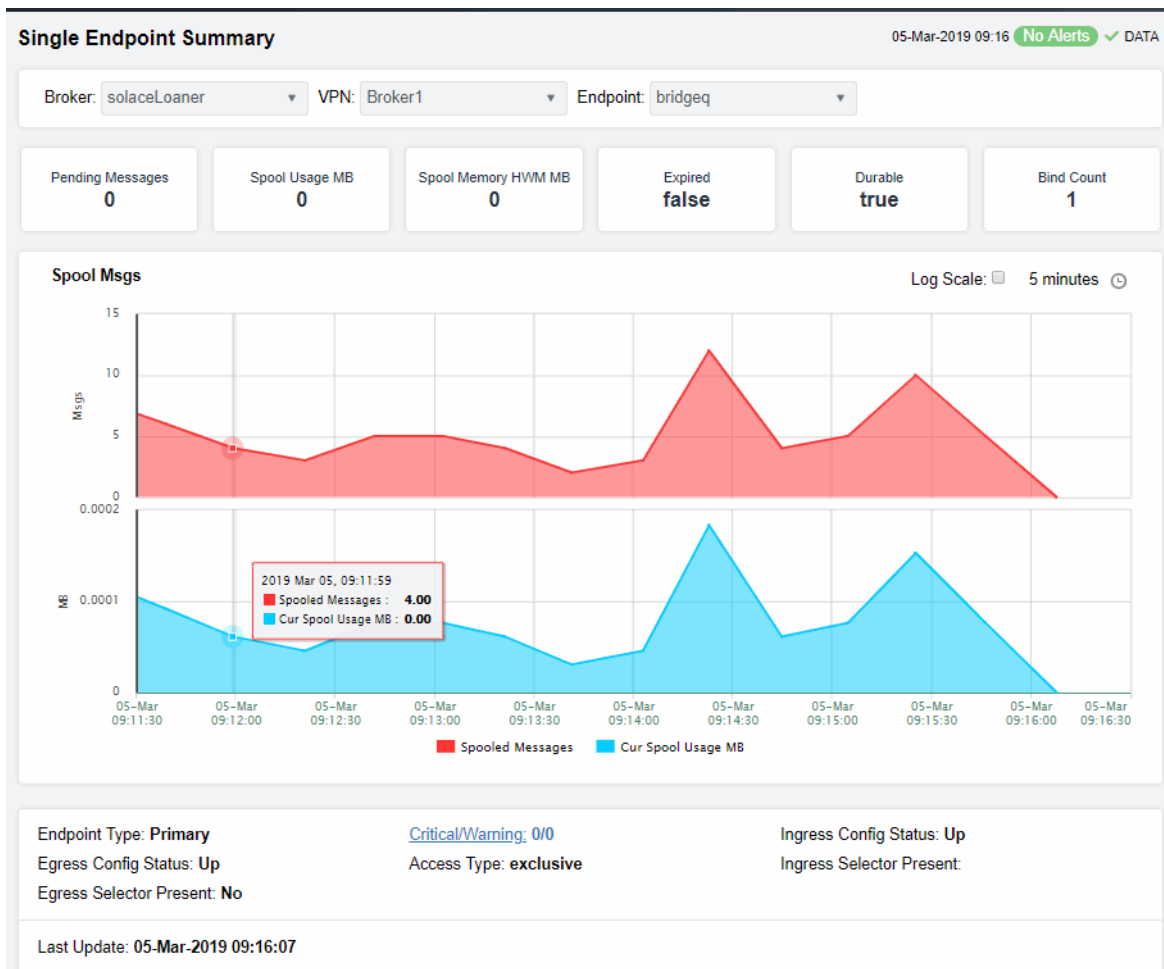 Single Endpoint Summary
05-Mar-2019 09:16 No Alerts DATA
Broker: solaceLoaner VPN: Broker1 Endpoint: bridgeq
Pending Messages
0
Spool Usage MB
0
Spool Memory HWM MB
0
Expired
false
Durable
true
Bind Count
1
Spool Msgs
Log Scale: 5 minutes
15
10
5
0
Msgs
0.0002
0.0001
0
MB
2019 Mar 05, 09:11:59
Spooled Messages : 4.00
Cur Spool Usage MB : 0.00
05-Mar 05-Mar 05-Mar 05-Mar 05-Mar 05-Mar 05-Mar 05-Mar 05-Mar 05-Mar 05-Mar
09:11:30 09:12:00 09:12:30 09:13:00 09:13:30 09:14:00 09:14:30 09:15:00 09:15:30 09:16:00 09:16:30
Spooled Messages Cur Spool Usage MB
Endpoint Type: Primary Critical/Warning: 0/0 Ingress Config Status: Up
Egress Config Status: Up Access Type: exclusive Ingress Selector Present:
Egress Selector Present: No
Last Update: 05-Mar-2019 09:16:07